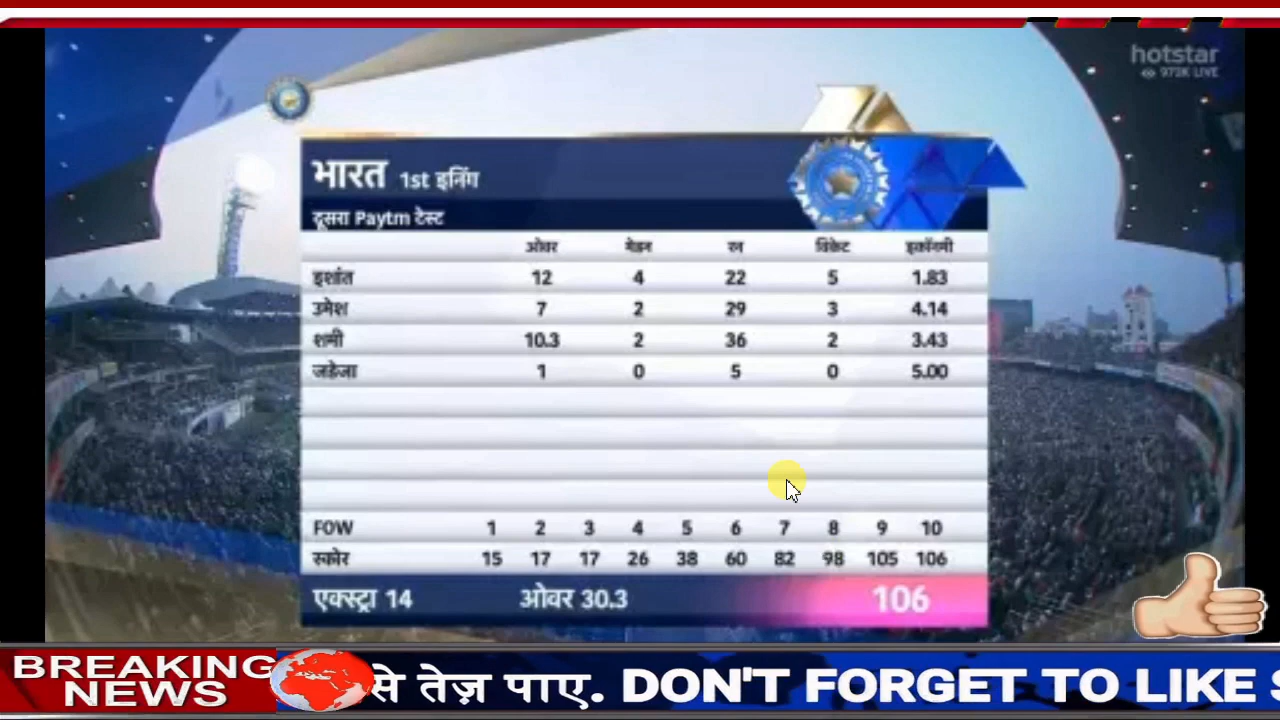 hotstar
973K LIVE
भारत 1st इनिंग
दूसरा Paytm टेस्ट
ओवर मेडन रन विकेट इकॉनमी
इशांत 12 4 22 5 1.83
उमेश 7 2 29 3 4.14
शमी 10.3 2 36 2 3.43
जडेजा 1 0 5 0 5.00
FOW 1 2 3 4 5 6 7 8 9 10
स्कोर 15 17 17 26 38 60 82 98 105 106
एक्स्ट्रा 14 ओवर 30.3 106
BREAKING NEWS
से तेज़ पाए. DON'T FORGET TO LIKE S